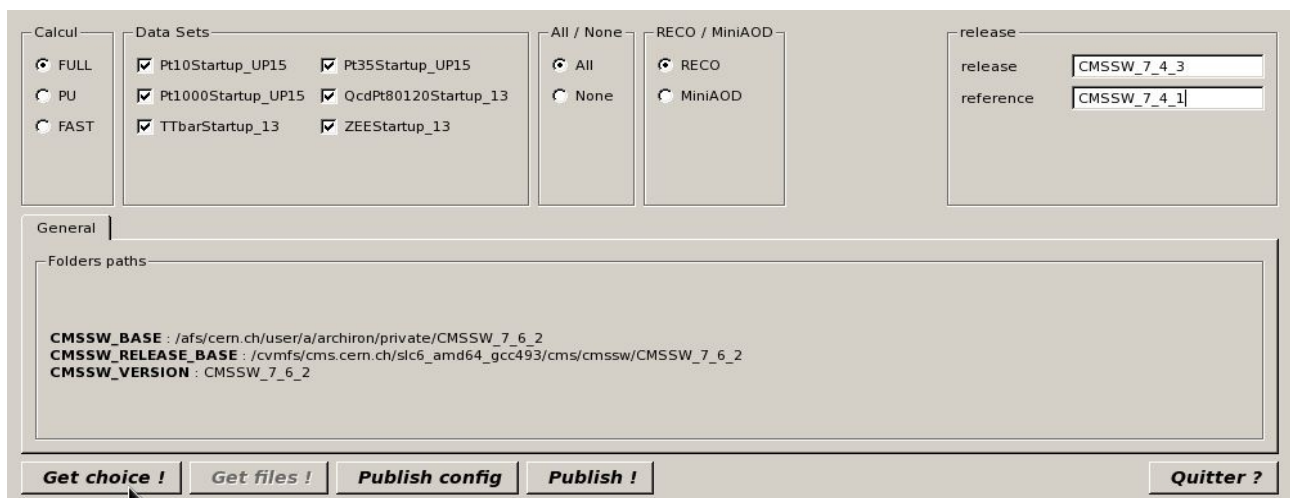 Calcul
FULL
PU
FAST
Data Sets
Pt10Startup_UP15 Pt35Startup_UP15
Pt1000Startup_UP15 QcdPt80120Startup_13
TTbarStartup_13 ZEEStartup_13
All / None
All
None
RECO / MiniAOD
RECO
MiniAOD
release
release CMSSW_7_4_3
reference CMSSW_7_4_1
General
Folders paths
CMSSW_BASE : /afs/cern.ch/user/a/archiron/private/CMSSW_7_6_2
CMSSW_RELEASE_BASE : /cvmfs/cms.cern.ch/slc6_amd64_gcc493/cms/cmssw/CMSSW_7_6_2
CMSSW_VERSION : CMSSW_7_6_2
Get choice ! Get files ! Publish config Publish ! Quitter ?